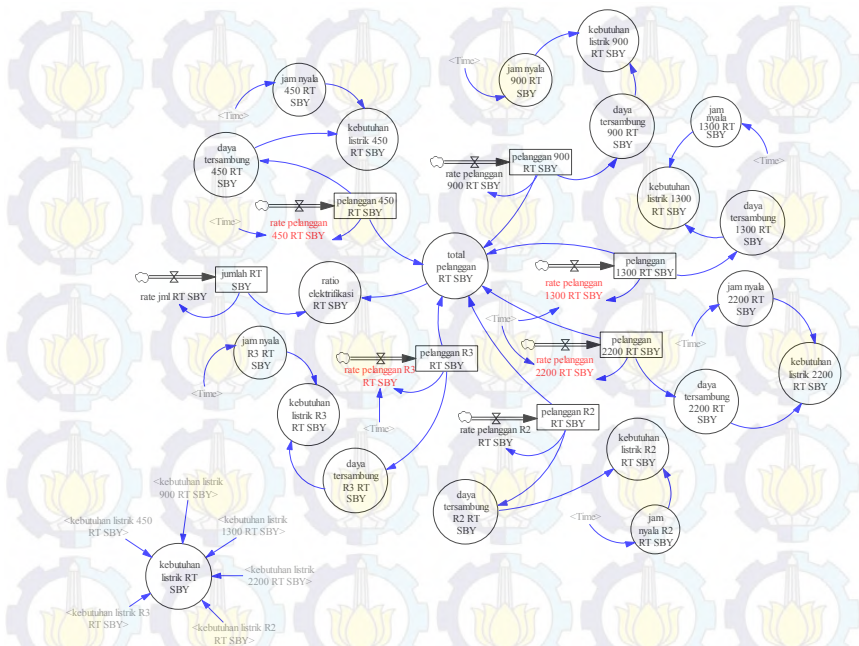 kebutuhan
listrik 900
RT SBY
<Time>
jam nyala
900 RT
SBY
jam nyala
450 RT
SBY
<Time>
kebutuhan
listrik 450
RT SBY
daya
tersambung
900 RT
SBY
jam
nyala
1300 RT
SBY
<Time>
daya
tersambung
450 RT
SBY
pelanggan 900
RT SBY
rate pelanggan
900 RT SBY
kebutuhan
listrik 1300
RT SBY
daya
tersambung
1300 RT
SBY
pelanggan 450
RT SBY
<Time>
rate pelanggan
450 RT SBY
total
pelanggan
RT SBY
pelanggan
1300 RT SBY
rate pelanggan
1300 RT SBY
jumlah RT
SBY
rate jml RT SBY
ratio
elektrifikasi
RT SBY
jam nyala
2200 RT
SBY
<Time>
<Time>
pelanggan
2200 RT SBY
rate pelanggan
2200 RT SBY
kebutuhan
listrik 2200
RT SBY
jam nyala
R3 RT
SBY
<Time>
pelanggan R3
RT SBY
rate pelanggan R3
RT SBY
<Time>
daya
tersambung
2200 RT
SBY
kebutuhan
listrik R3
RT SBY
pelanggan R2
RT SBY
rate pelanggan R2
RT SBY
kebutuhan
listrik R2
RT SBY
daya
tersambung
R3 RT
SBY
daya
tersambung
R2 RT
SBY
<Time>
jam
nyala R2
RT SBY
<kebutuhan listrik
900 RT SBY>
<kebutuhan listrik 450
RT SBY>
<kebutuhan listrik
1300 RT SBY>
kebutuhan
listrik RT
SBY
<kebutuhan listrik
2200 RT SBY>
<kebutuhan listrik R3
RT SBY>
<kebutuhan listrik R2
RT SBY>